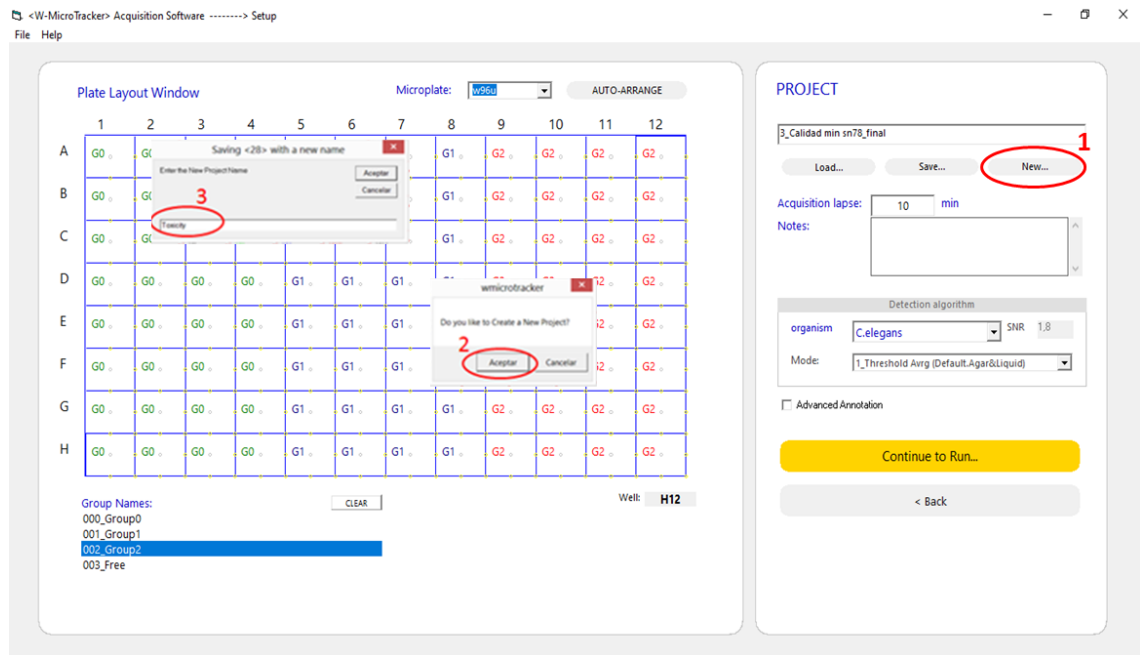 <W-MicroTracker> Acquisition Software --------> Setup
File Help
Plate Layout Window
Microplate: w96u AUTO-ARRANGE
1 2 3 4 5 6 7 8 9 10 11 12
A G0 G0 G1 G2 G2 G2 G2
Saving <28> with a new name
Enter the New Project Name
Aceptar
Cancelar
3
Toxicity
B G0 G2 G2 G2 G2
C G0 G0 G1 G2 G2 G2 G2
D G0 G0 G0 G0 G1 G1 G1
wmicrotracker
Do you like to Create a New Project?
2
Aceptar Cancelar
G2
E G0 G0 G0 G0 G1 G1 G1 G2
F G0 G0 G0 G0 G1 G1 G1 G2
G G0 G0 G0 G0 G1 G1 G1 G1 G2 G2 G2 G2
H G0 G0 G0 G0 G1 G1 G1 G1 G2 G2 G2 G2
Group Names: CLEAR
Well: H12
000_Group0
001_Group1
002_Group2
003_Free
PROJECT
3_Calidad min sn78_final
1
Load... Save... New...
Acquisition lapse: 10 min
Notes:
Detection algorithm
organism C.elegans SNR 1,8
Mode: 1_Threshold Avrg (Default.Agar&Liquid)
Advanced Annotation
Continue to Run...
< Back